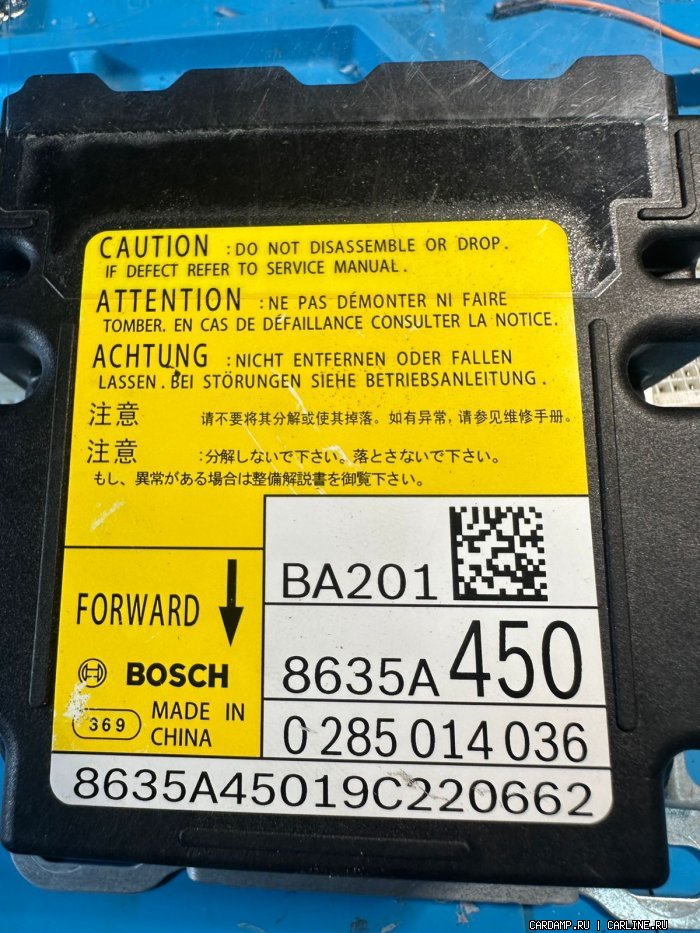 CAUTION :DO NOT DISASSEMBLE OR DROP.
IF DEFECT REFER TO SERVICE MANUAL.
ATTENTION :NE PAS DÉMONTER NI FAIRE
TOMBER. EN CAS DE DÉFAILLANCE CONSULTER LA NOTICE.
ACHTUNG :NICHT ENTFERNEN ODER FALLEN
LASSEN. BEI STÖRUNGEN SIEHE BETRIEBSANLEITUNG.
注意 请不要将其分解或使其掉落。如有异常,请参见维修手册。
注意 :分解しないで下さい。落とさないで下さい。
もし、異常がある場合は整備解説書を御覧下さい。
BA201
FORWARD
8635A 450
BOSCH
369 MADE IN
CHINA
0 285 014 036
8635A45019C220662
CARDAMP.RU | CARLINE.RU